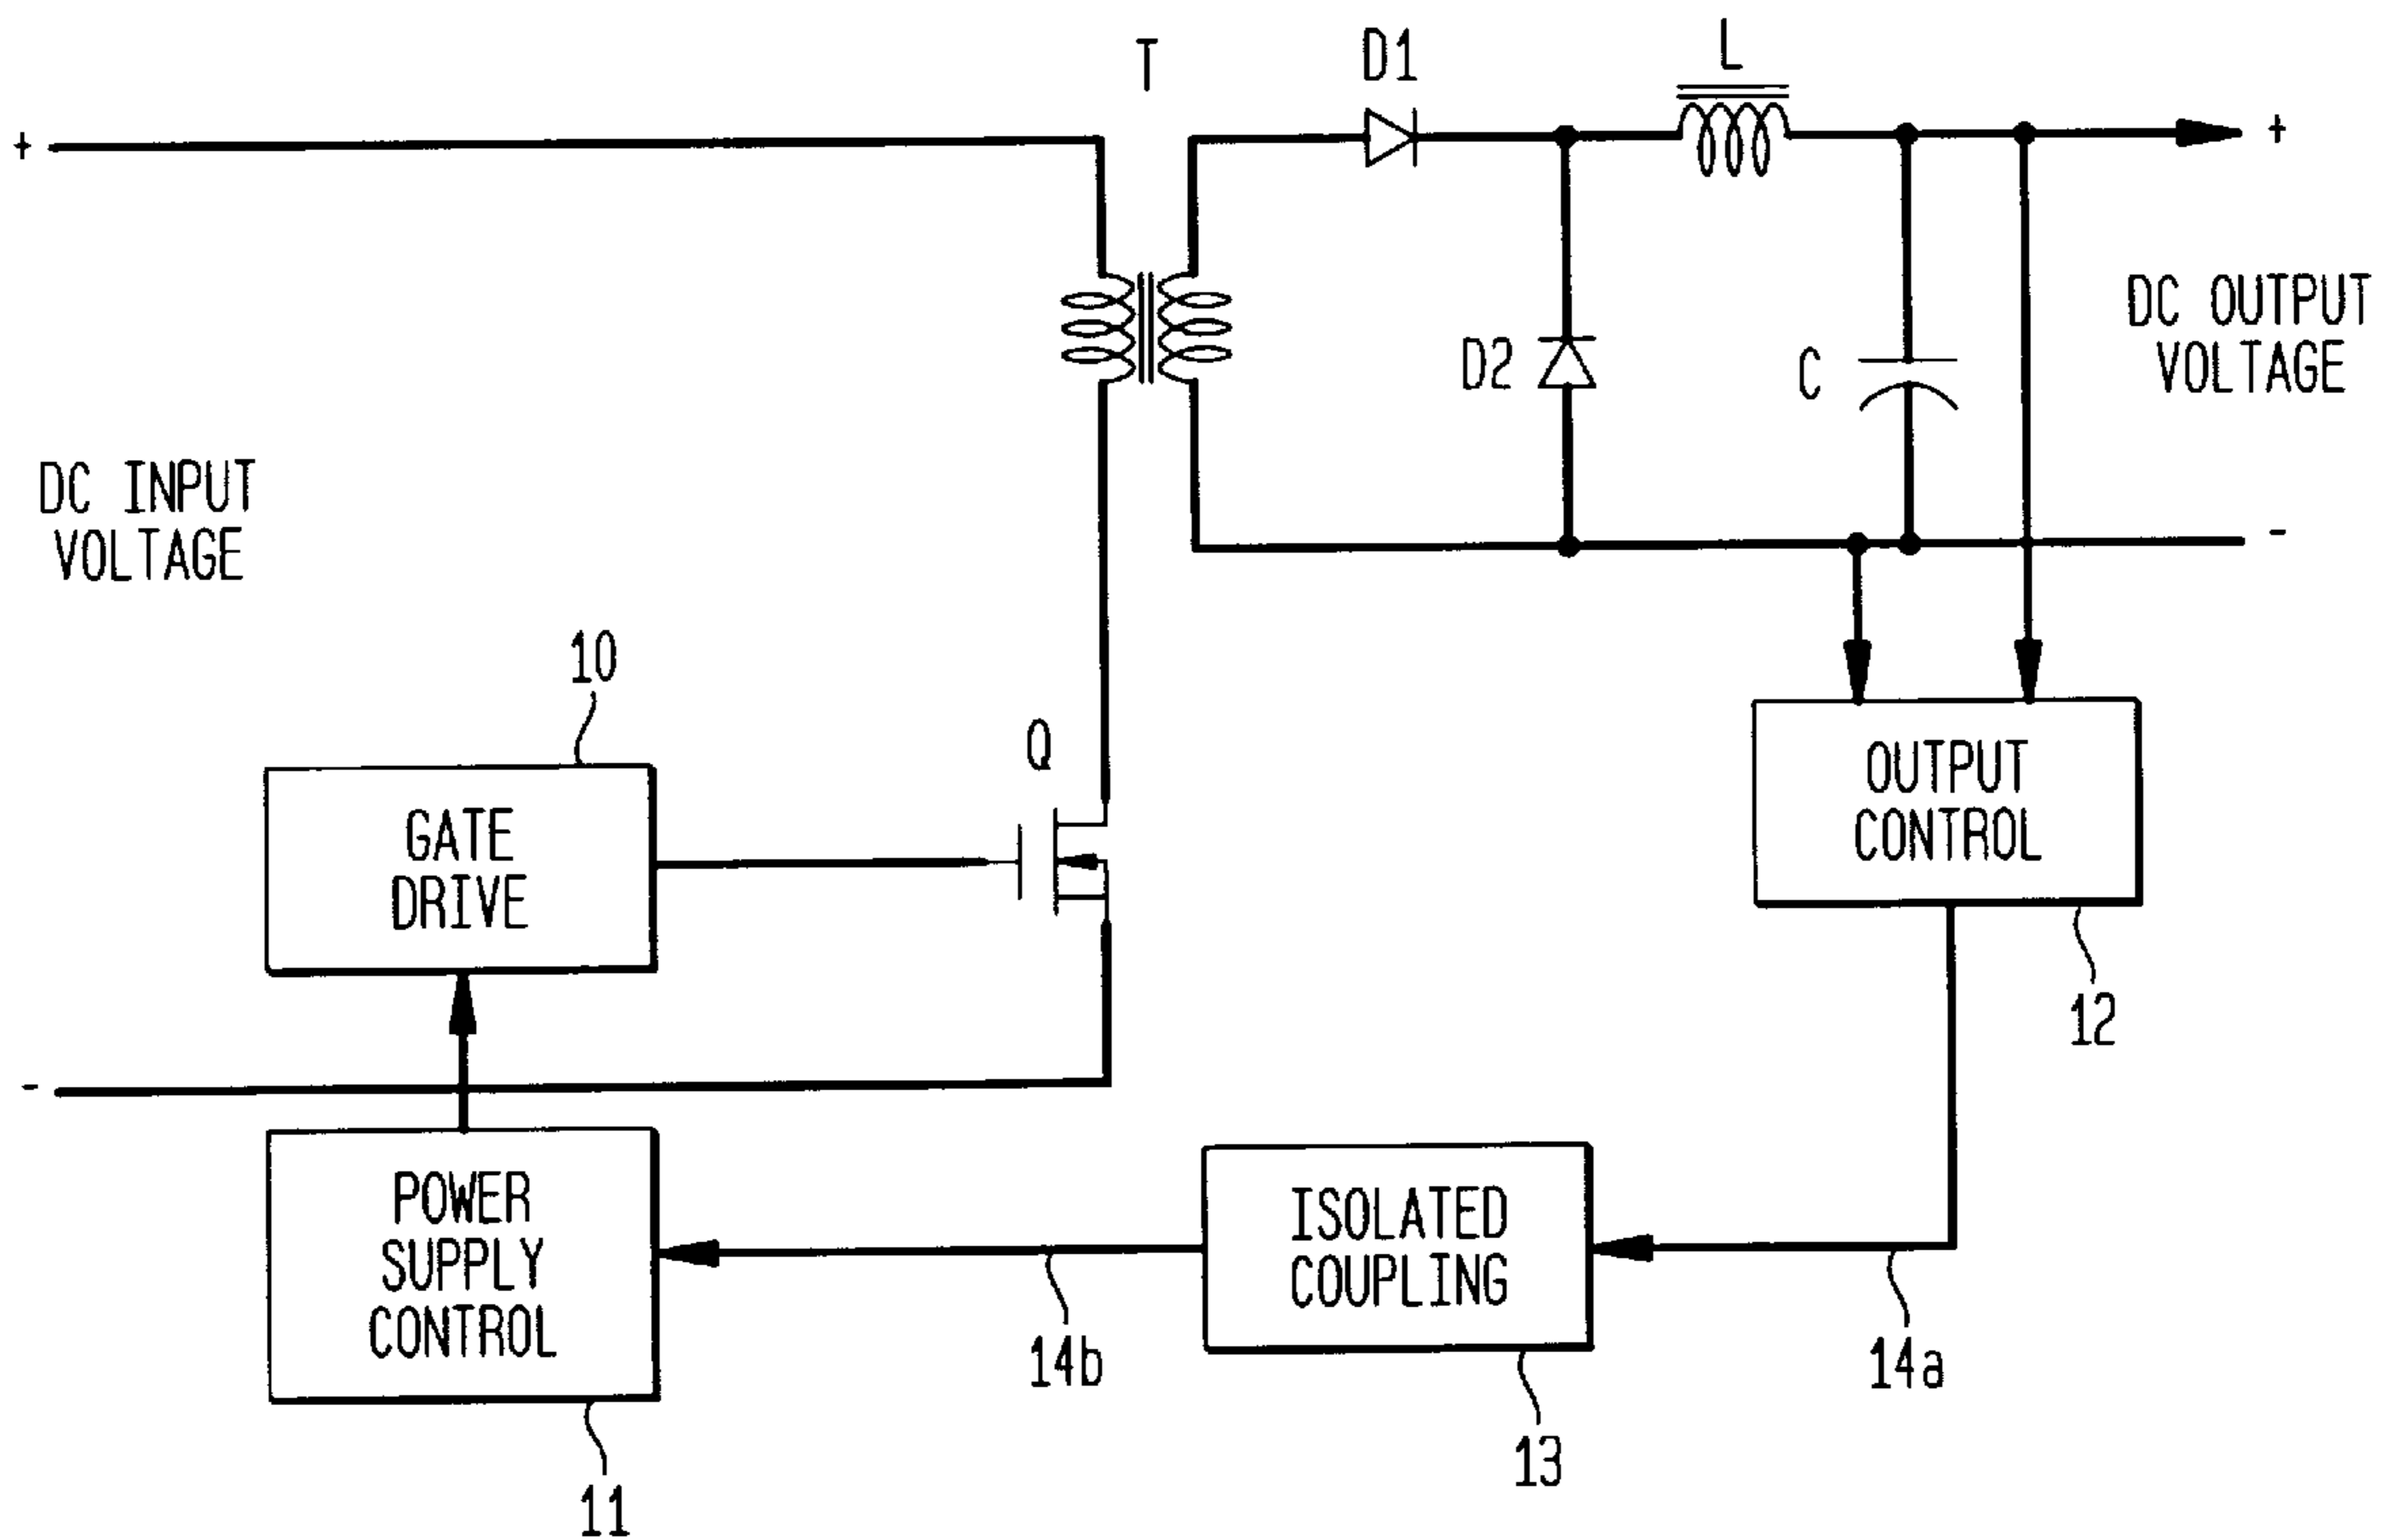 T
D1
L
+
+
DC OUTPUT
VOLTAGE
D2
C
DC INPUT
VOLTAGE
-
10
Q
GATE
DRIVE
OUTPUT
CONTROL
12
-
POWER
SUPPLY
CONTROL
ISOLATED
COUPLING
14b
14a
13
11